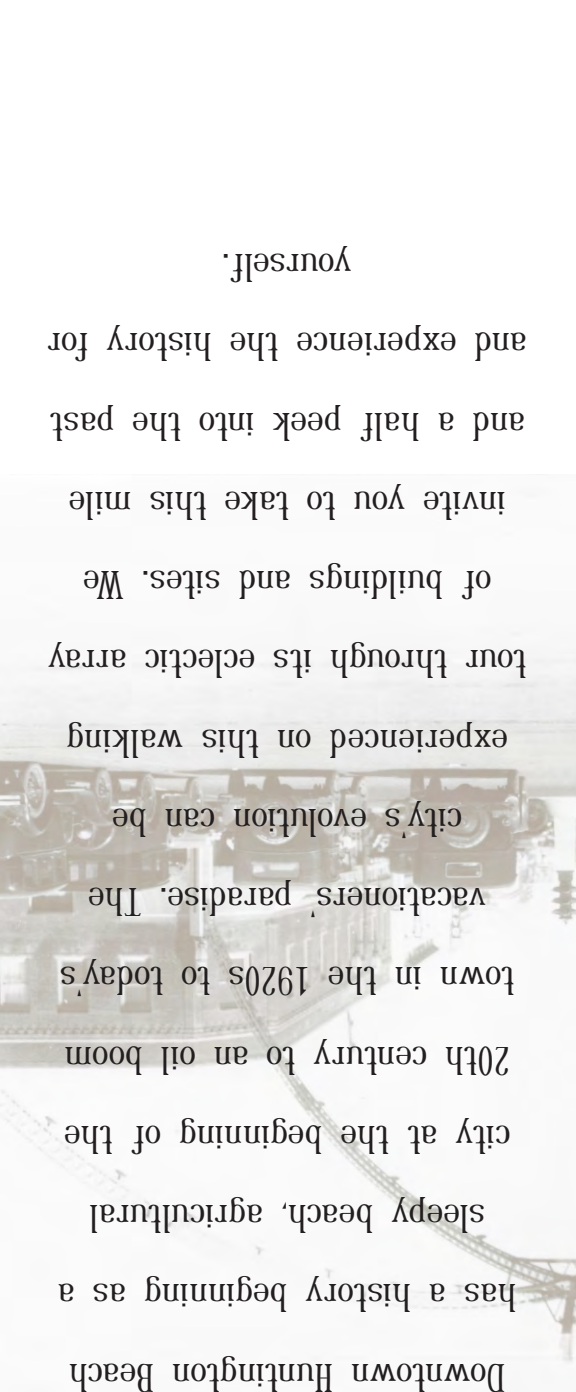 Downtown Huntington Beach
has a history beginning as a
sleepy beach, agricultural
city at the beginning of the
20th century to an oil boom
town in the 1920s to today's
vacationers' paradise. The
city's evolution can be
experienced on this walking
tour through its eclectic array
of buildings and sites. We
invite you to take this mile
and a half peek into the past
and experience the history for
yourself.